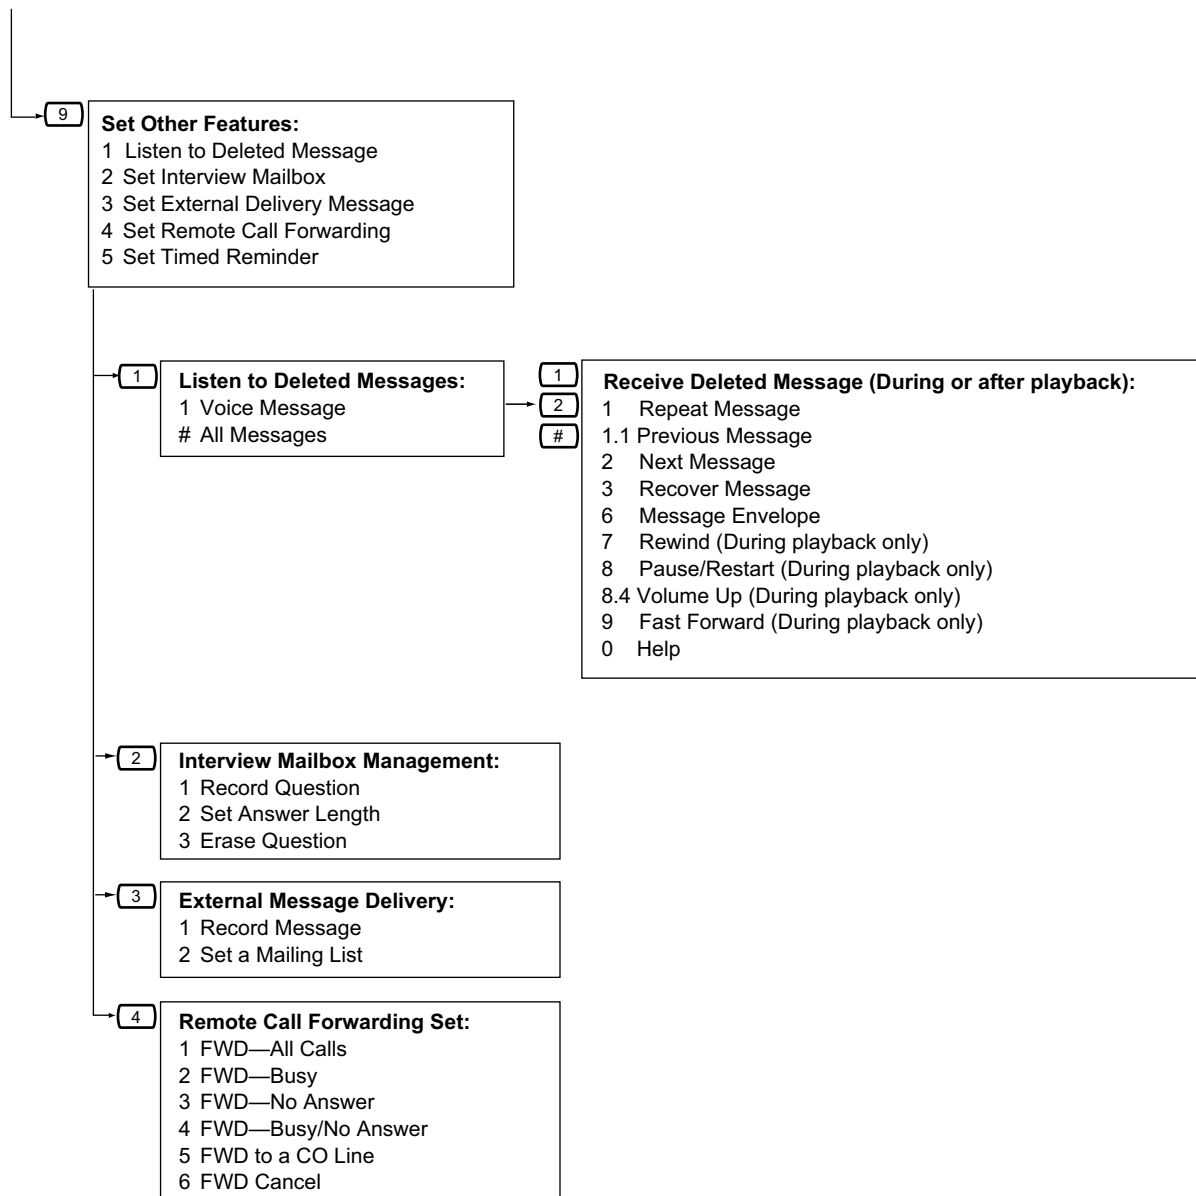 9
Set Other Features:
1 Listen to Deleted Message
2 Set Interview Mailbox
3 Set External Delivery Message
4 Set Remote Call Forwarding
5 Set Timed Reminder
1
Listen to Deleted Messages:
1 Voice Message
# All Messages
1
2
#
Receive Deleted Message (During or after playback):
1 Repeat Message
1.1 Previous Message
2 Next Message
3 Recover Message
6 Message Envelope
7 Rewind (During playback only)
8 Pause/Restart (During playback only)
8.4 Volume Up (During playback only)
9 Fast Forward (During playback only)
0 Help
2
Interview Mailbox Management:
1 Record Question
2 Set Answer Length
3 Erase Question
3
External Message Delivery:
1 Record Message
2 Set a Mailing List
4
Remote Call Forwarding Set:
1 FWD—All Calls
2 FWD—Busy
3 FWD—No Answer
4 FWD—Busy/No Answer
5 FWD to a CO Line
6 FWD Cancel